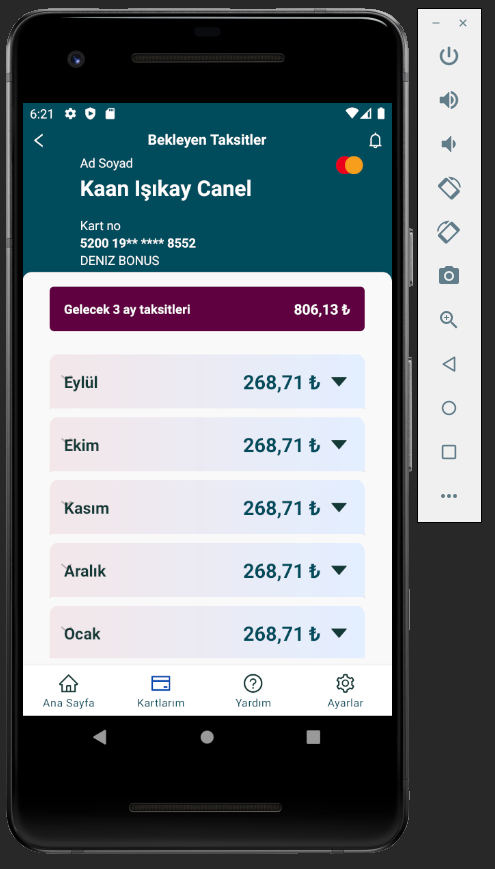 6:21
Bekleyen Taksitler
Ad Soyad
Kaan Işıkay Canel
Kart no
5200 19** **** 8552
DENIZ BONUS
Gelecek 3 ay taksitleri 806,13 ₺
Eylül 268,71 ₺
Ekim 268,71 ₺
Kasım 268,71 ₺
Aralık 268,71 ₺
Ocak 268,71 ₺
Ana Sayfa Kartlarım Yardım Ayarlar